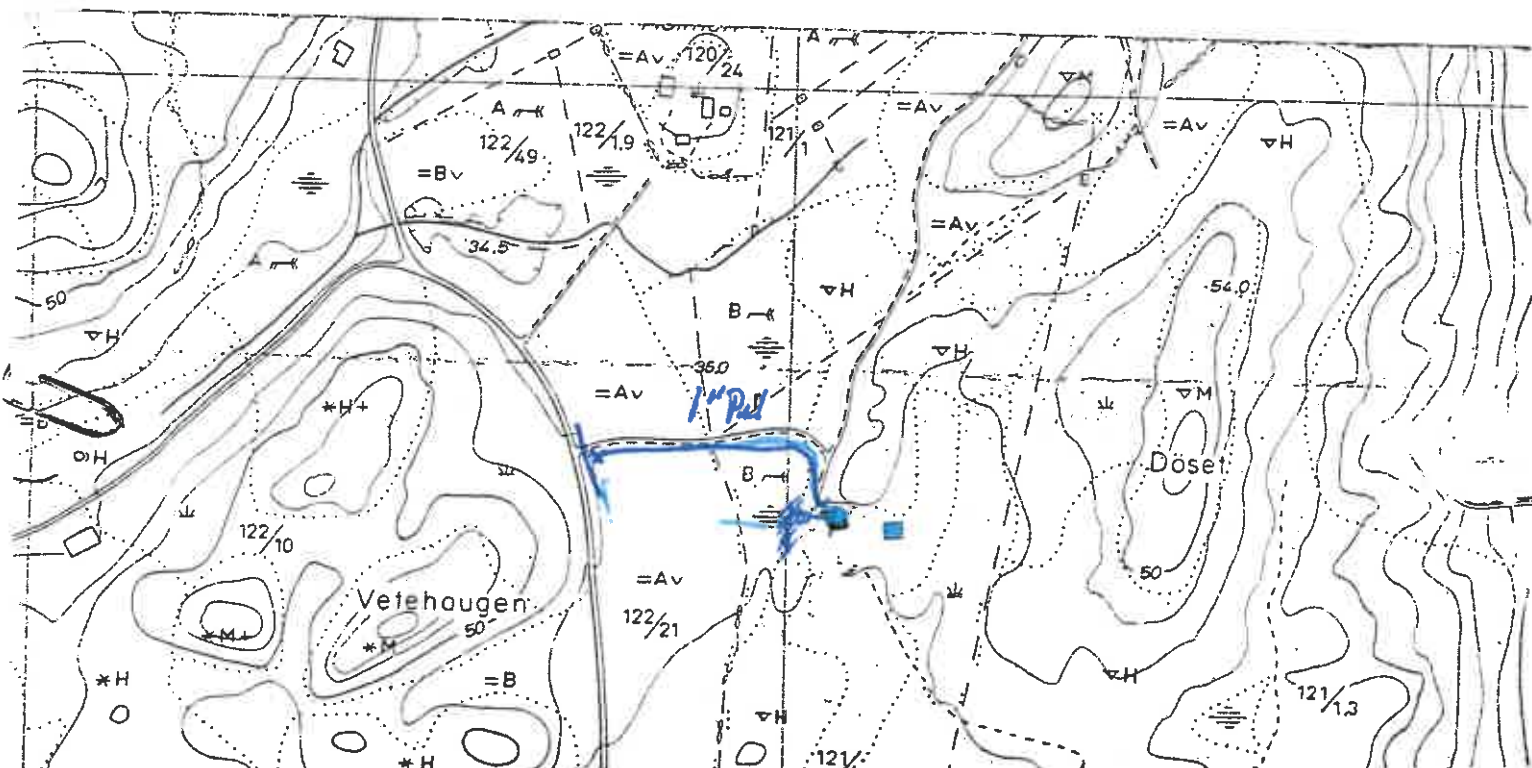 =Av
120/24
A
A
=Av
=Av
122/49
122/1,9
121/1
▽H
=Bv
=Av
34.5
A
50
▽H
54.0
B
▽H
▽H
35.0
*H+
=Av
1" Pel
▽M
H
B
Döset
122/10
50
=Av
Vetehaugen
50
122/21
*M+
*M
*H
=B
▽H
121/1,3
▽H
*H
121/